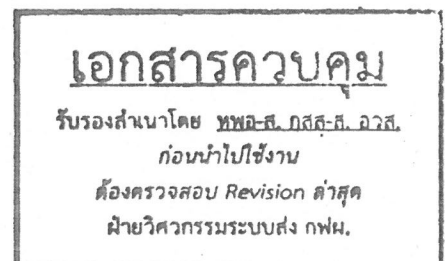 เอกสารควบคุม
รับรองสำเนาโดย หพอ-ส. กสส-ส. อวส.
ก่อนนำไปใช้งาน
ต้องตรวจสอบ Revision ล่าสุด
ฝ่ายวิศวกรรมระบบส่ง กฟผ.